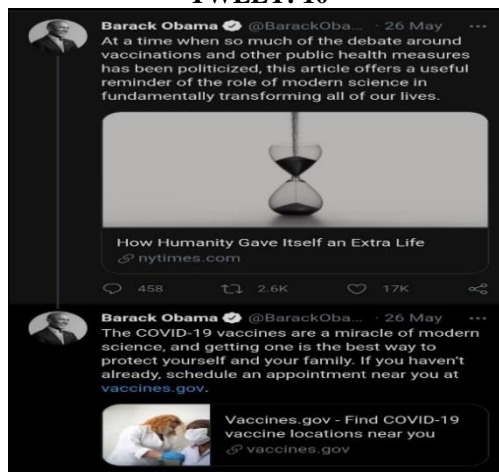 TWEET: 10
Barack Obama @BarackOba... · 26 May
At a time when so much of the debate around
vaccinations and other public health measures
has been politicized, this article offers a useful
reminder of the role of modern science in
fundamentally transforming all of our lives.
How Humanity Gave Itself an Extra Life
nytimes.com
458 2.6K 17K
Barack Obama @BarackOba... · 26 May
The COVID-19 vaccines are a miracle of modern
science, and getting one is the best way to
protect yourself and your family. If you haven't
already, schedule an appointment near you at
vaccines.gov.
Vaccines.gov - Find COVID-19
vaccine locations near you
vaccines.gov